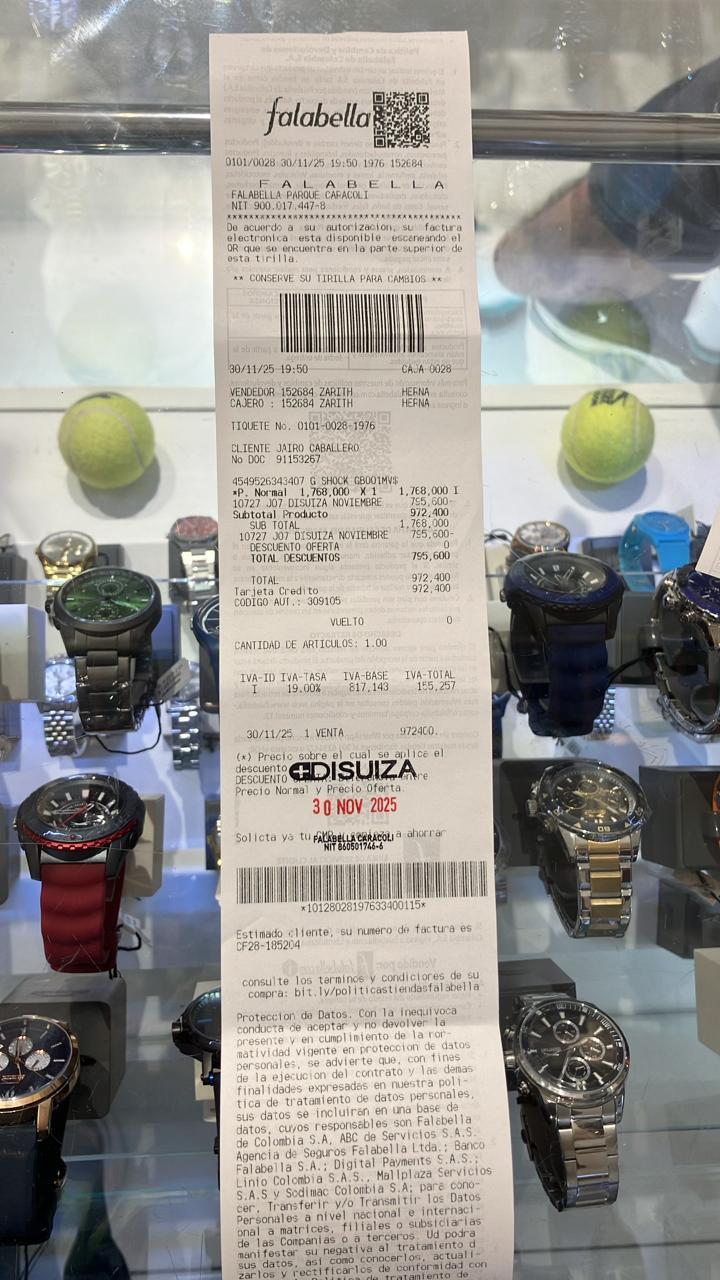 falabella
0101/0028 30/11/25 19:50 1976 152684
F A L A B E L L A
FALABELLA PARQUE CARACOLI
NIT 900.017.447-8
*****************************************
De acuerdo a su autorización, su factura
electronica esta disponible escaneando el
QR que se encuentra en la parte superior de
esta tirilla.
** CONSERVE SU TIRILLA PARA CAMBIOS **
30/11/25 19:50 CAJA 0028
VENDEDOR 152684 ZARITH HERNA
CAJERO : 152684 ZARITH HERNA
TIQUETE No. 0101-0028-1976
CLIENTE JAIRO CABALLERO
No DOC 91153267
4549526343407 G SHOCK GB001MV$
*P. Normal 1,768,000 X 1 1,768,000 I
10727 J07 DISUIZA NOVIEMBRE 795,600-
Subtotal Producto 972,400
SUB TOTAL 1,768,000
10727 J07 DISUIZA NOVIEMBRE 795,600-
DESCUENTO OFERTA 0
TOTAL DESCUENTOS 795,600
TOTAL 972,400
Tarjeta Credito 972,400
CODIGO AUT.: 309105
VUELTO 0
CANTIDAD DE ARTICULOS: 1.00
IVA-ID IVA-TASA IVA-BASE IVA-TOTAL
I 19.00% 817,143 155,257
30/11/25 1 VENTA 972400.
(*) Precio sobre el cual se aplica el
descuento
DISUIZA
DESCUENTO
Precio Normal y Precio Oferta.
30 NOV 2025
Solicita ya tu a ahorrar
FALABELLA CARACOLI
NIT 860501746-6
*10128028197633400115*
Estimado cliente, su numero de factura es
CF28-185204
consulte los terminos y condiciones de su
compra: bit.ly/politicastiendasfalabella
Proteccion de Datos. Con la inequivoca
conducta de aceptar y no devolver la
presente y en cumplimiento de la nor-
matividad vigente en proteccion de datos
personales, se advierte que, con fines
de la ejecucion del contrato y las demas
finalidades expresadas en nuestra poli-
tica de tratamiento de datos personales,
sus datos se incluiran en una base de
datos, cuyos responsables son Falabella
de Colombia S.A, ABC de Servicios S.A.S.
Agencia de Seguros Falabella Ltda.; Banco
Falabella S.A.; Digital Payments S.A.S.;
Linio Colombia S.A.S., Mallplaza Servicios
S.A.S y Sodimac Colombia S.A; para cono-
cer, Transferir y/o Transmitir los Datos
Personales a nivel nacional e internaci-
onal a matrices, filiales o subsidiarias
de las Companias o a terceros. Ud podra
manifestar su negativa al tratamiento d
sus datos, asi como conocerlos, actuali-
zarlos y rectificarlos de conformidad con